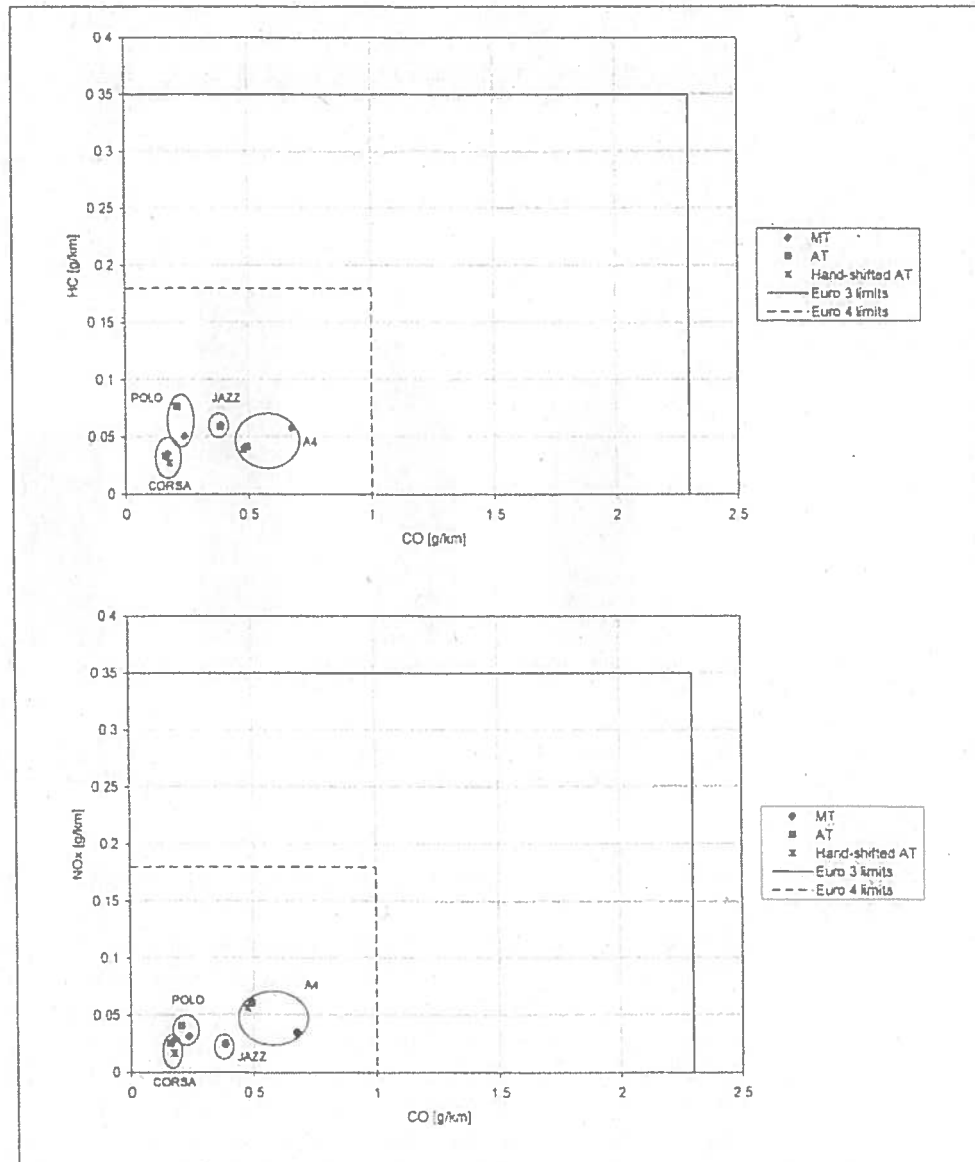 0.4
0.35
0.3
0.25
0.2
0.15
0.1
0.05
0
HC [g/km]
POLO
JAZZ
A4
CORSA
0 0.5 1 1.5 2 2.5
CO [g/km]
MT
AT
Hand-shifted AT
Euro 3 limits
Euro 4 limits
0.4
0.35
0.3
0.25
0.2
0.15
0.1
0.05
0
NOx [g/km]
A4
POLO
JAZZ
CORSA
0 0.5 1 1.5 2 2.5
CO [g/km]
MT
AT
Hand-shifted AT
Euro 3 limits
Euro 4 limits